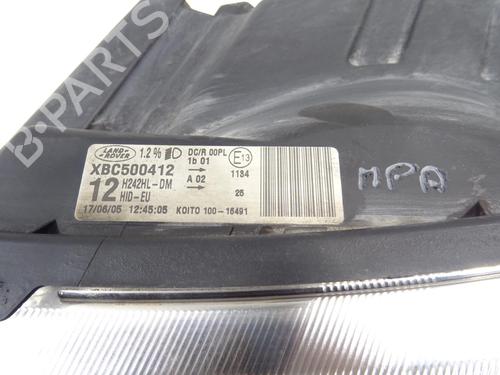 B-PARTS
LAND ROVER 1.2% DC/R 00PL E13
1b 01
XBC500412 A 02 1134
12 H242HL-DM 25
HID-EU
17/06/05 12:45:05 KOITO 100-16491
MPA